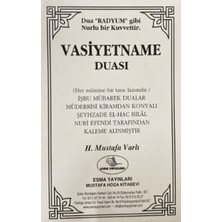 Dua "RADYUM" gibi
Nurlu bir Kuvvettir.
VASİYETNAME
DUASI
(Her mümine bir tane lazımdır.)
İŞBU MÜBAREK DUALAR
MÜDERRİSİ KİRAMDAN KONYALI
ŞEYHZADE EL-HAC BİLÂL
NURİ EFENDİ TARAFINDAN
KALEME ALINMIŞTIR
H. Mustafa Varlı
ESMA YAYINLARI
MUSTAFA HOCA KİTABEVİ